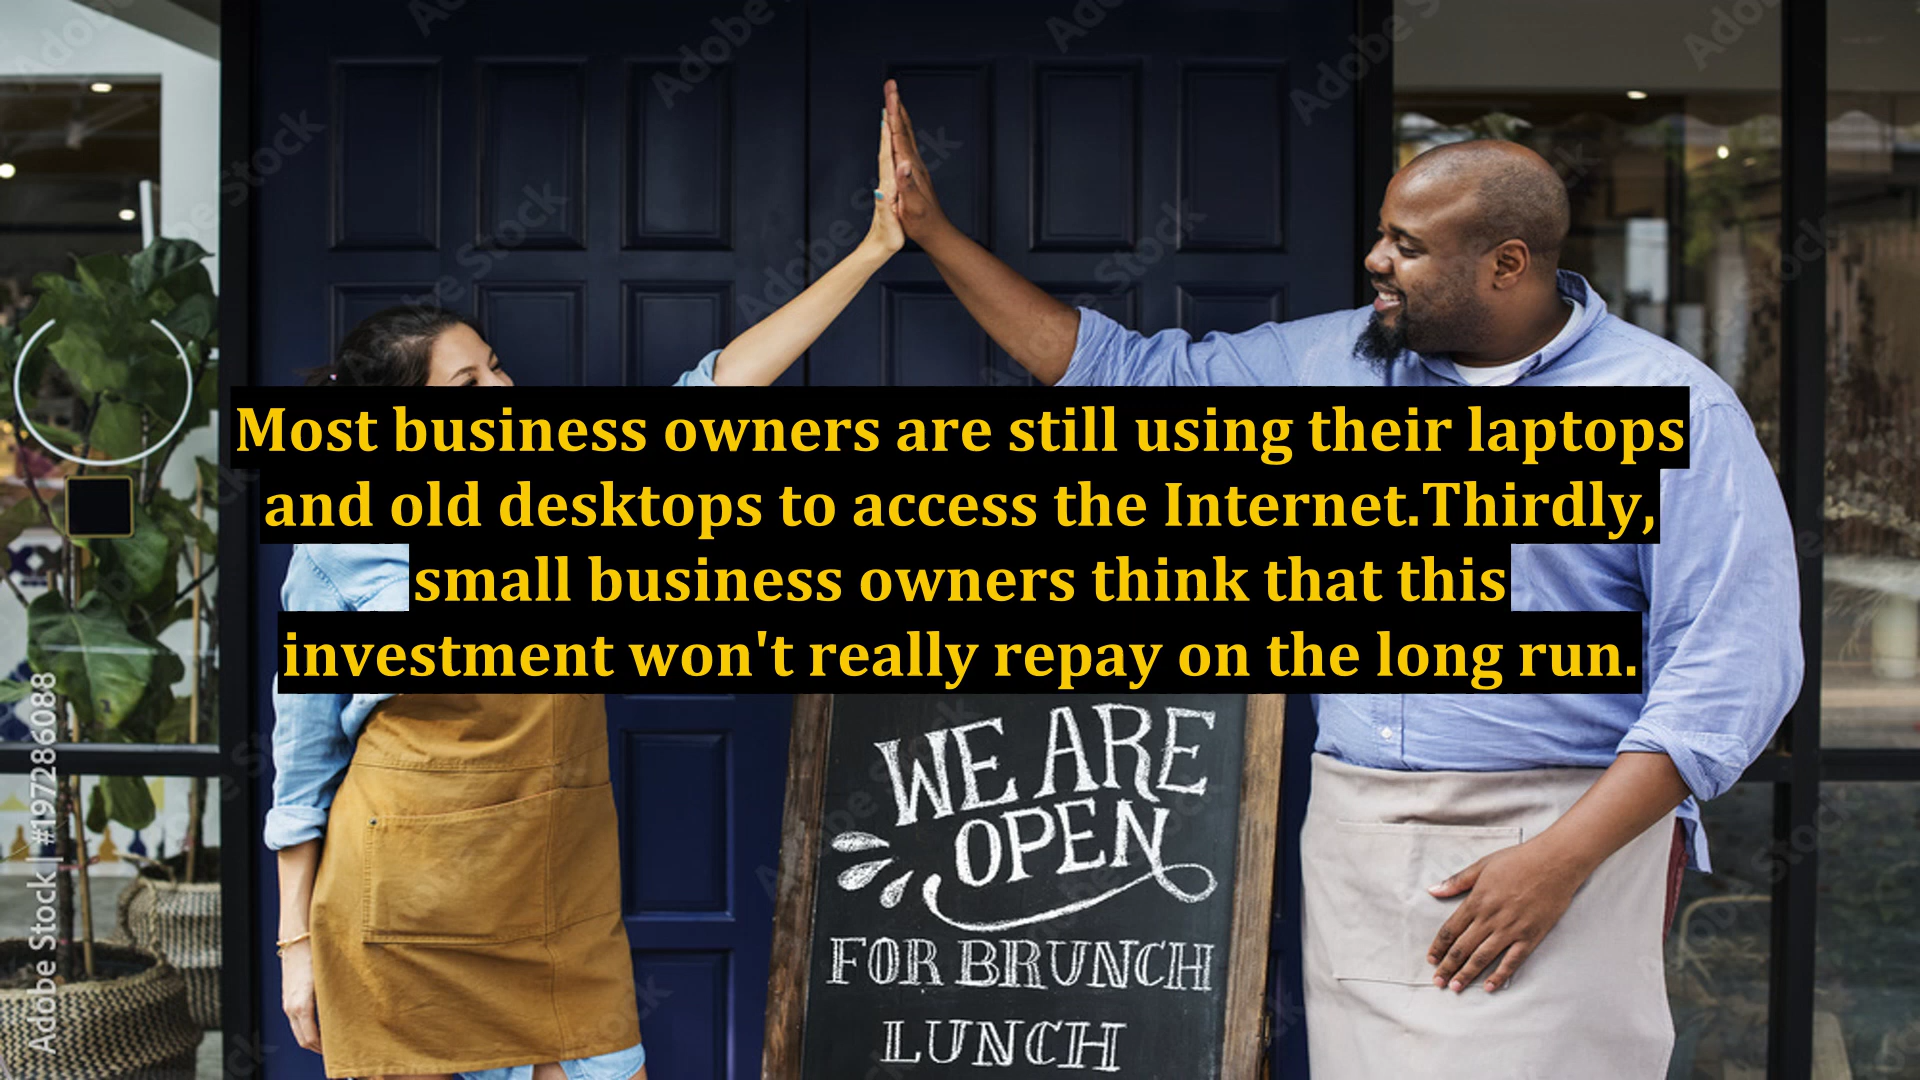 Most business owners are still using their laptops
and old desktops to access the Internet.Thirdly,
small business owners think that this
investment won't really repay on the long run.
WE ARE
OPEN
FOR BRUNCH
LUNCH
Adobe Stock | #1972862088